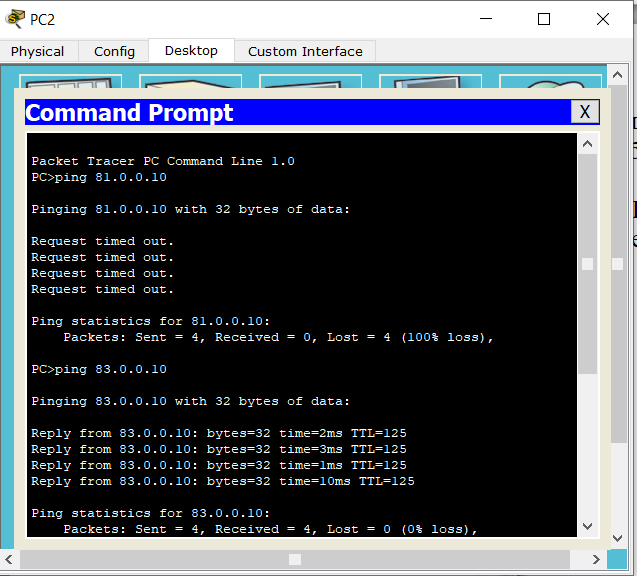 PC2
Physical Config Desktop Custom Interface
Command Prompt X
Packet Tracer PC Command Line 1.0
PC>ping 81.0.0.10
Pinging 81.0.0.10 with 32 bytes of data:
Request timed out.
Request timed out.
Request timed out.
Request timed out.
Ping statistics for 81.0.0.10:
Packets: Sent = 4, Received = 0, Lost = 4 (100% loss),
PC>ping 83.0.0.10
Pinging 83.0.0.10 with 32 bytes of data:
Reply from 83.0.0.10: bytes=32 time=2ms TTL=125
Reply from 83.0.0.10: bytes=32 time=3ms TTL=125
Reply from 83.0.0.10: bytes=32 time=1ms TTL=125
Reply from 83.0.0.10: bytes=32 time=10ms TTL=125
Ping statistics for 83.0.0.10:
Packets: Sent = 4, Received = 4, Lost = 0 (0% loss),